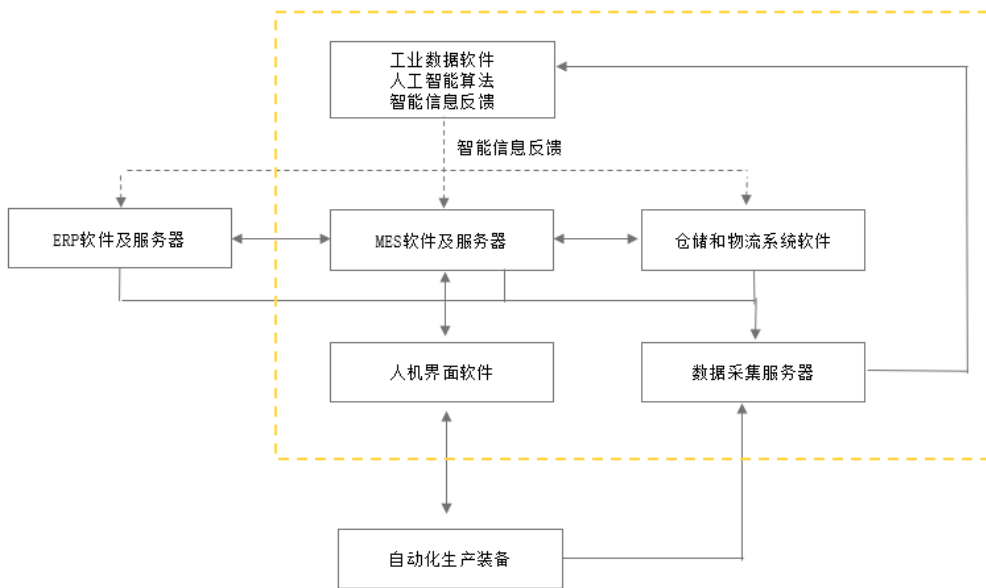 工业数据软件
人工智能算法
智能信息反馈
智能信息反馈
ERP软件及服务器
MES软件及服务器
仓储和物流系统软件
人机界面软件
数据采集服务器
自动化生产装备